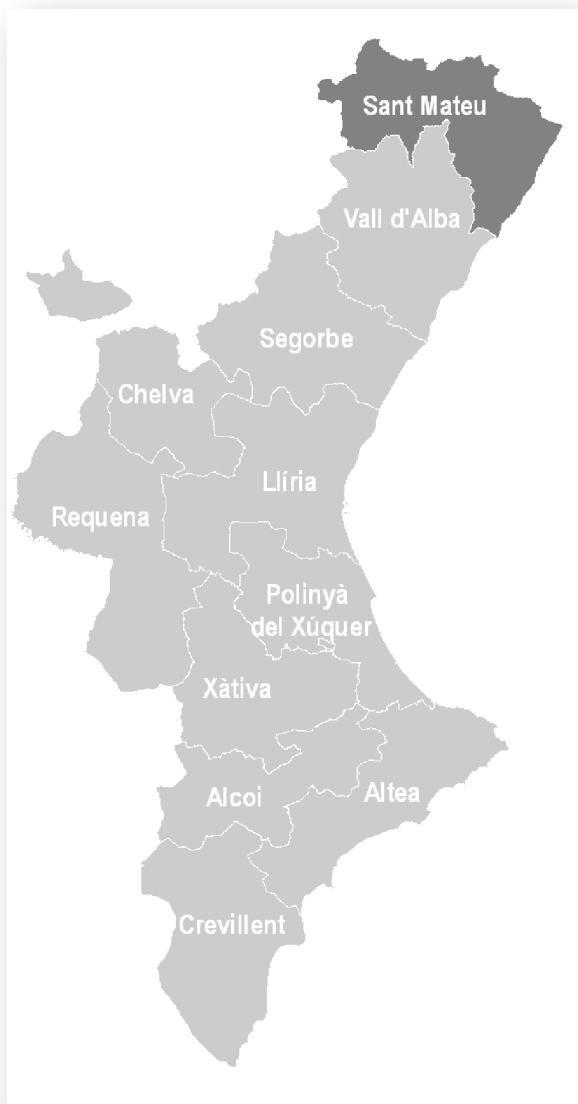 Sant Mateu
Vall d'Alba
Segorbe
Chelva
Llíria
Requena
Polinyà
del Xúquer
Xàtiva
Alcoi
Altea
Crevillent